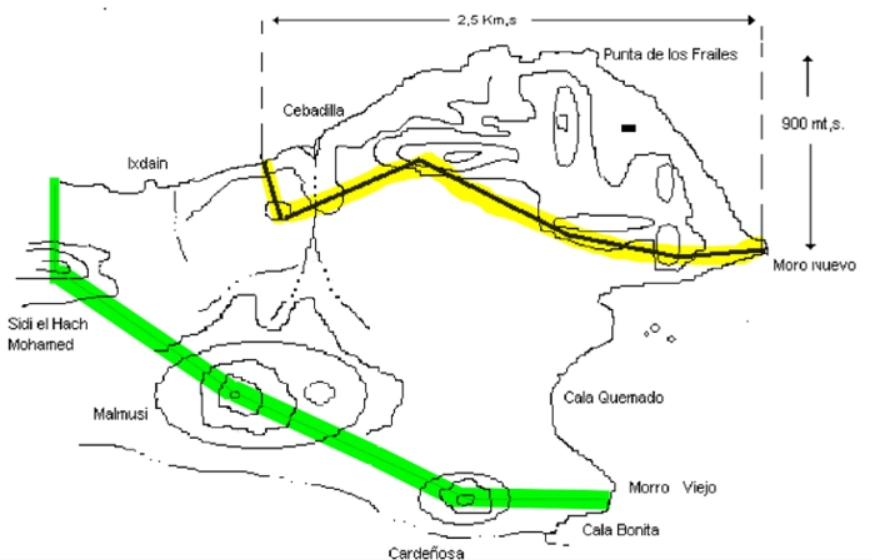 2,5 Km,s
Punta de los Frailes
Cebadilla
900 mt,s.
Ixdain
Moro Nuevo
Sidi el Hach
Mohamed
Cala Quemado
Malmusi
Morro Viejo
Cala Bonita
Cardeñosa